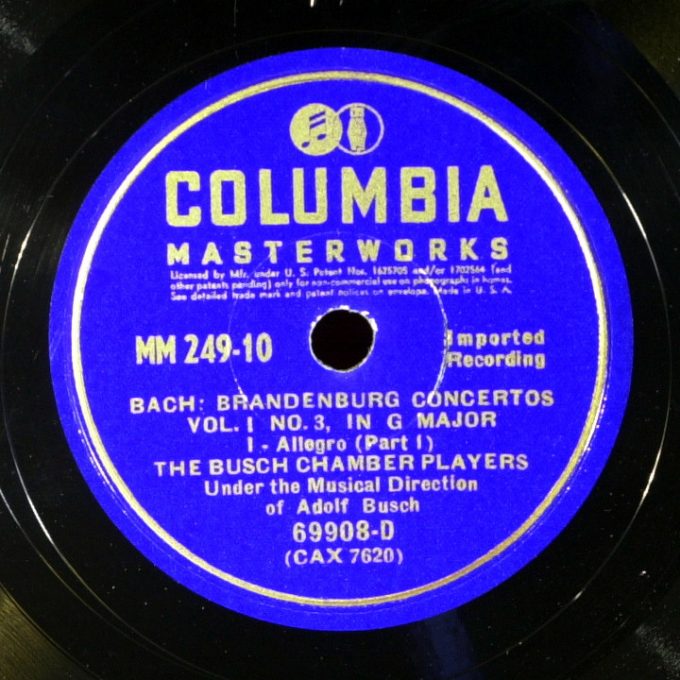 COLUMBIA
MASTERWORKS
Licensed by Mfr. under U. S. Patent Nos. 1625705 and/or 1702564 (and
other patents pending) only for non-commercial use on phonographs in homes.
See detailed trade mark and patent notices on envelope. Made in U. S. A.
MM 249-10
Imported
Recording
BACH: BRANDENBURG CONCERTOS
VOL. I NO. 3, IN G MAJOR
I - Allegro (Part 1)
THE BUSCH CHAMBER PLAYERS
Under the Musical Direction
of Adolf Busch
69908-D
(CAX 7620)